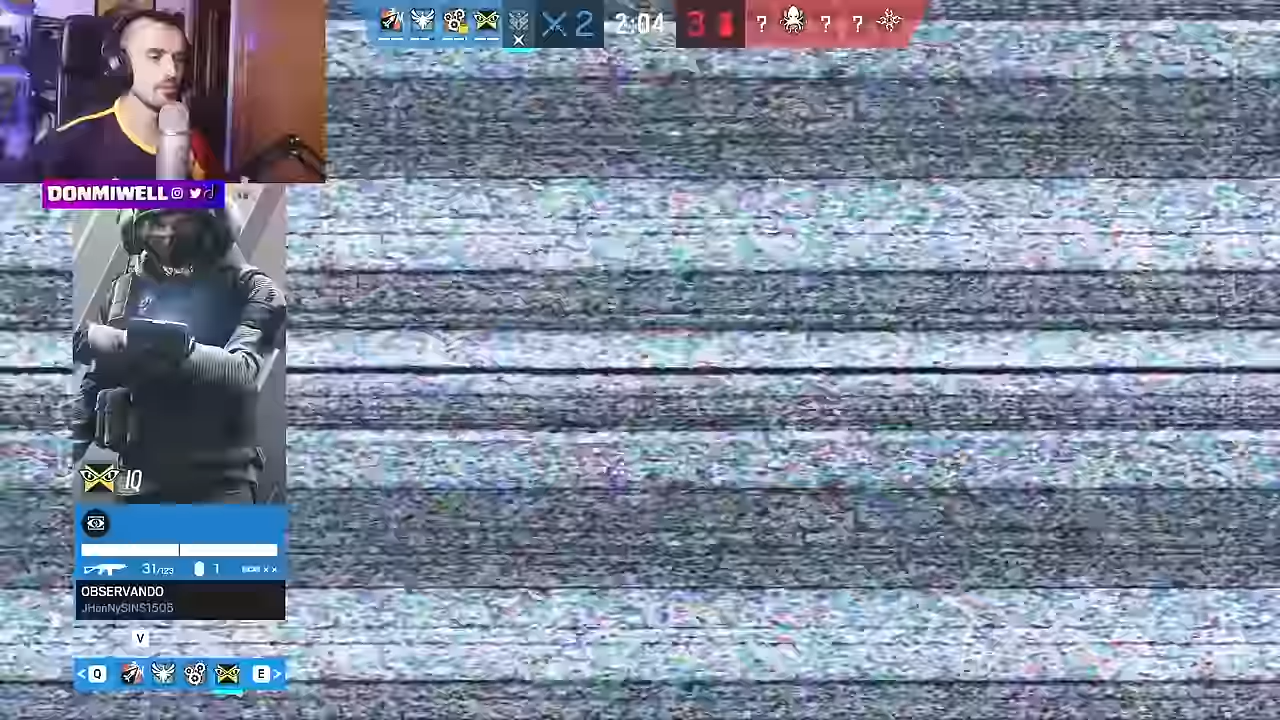 2 2:04 3 ? ? ?
DONMIWELL
IQ
31/123 1
OBSERVANDO
JHonNySINS1505
V
< Q E >